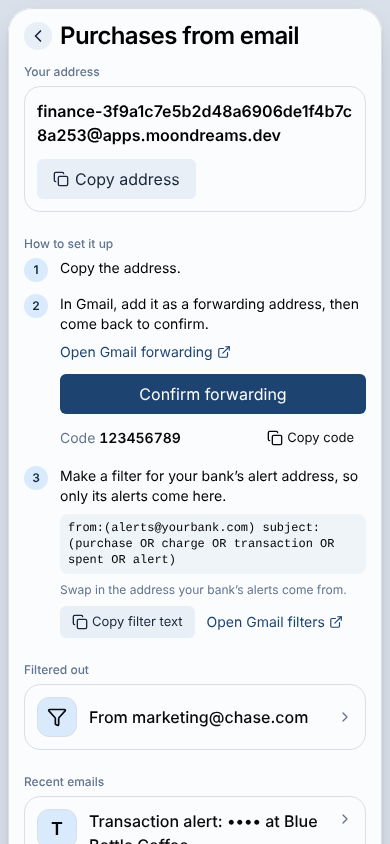 Purchases from email
Your address
finance-3f9a1c7e5b2d48a6906de1f4b7c
8a253@apps.moondreams.dev
Copy address
How to set it up
1 Copy the address.
2 In Gmail, add it as a forwarding address, then
come back to confirm.
Open Gmail forwarding
Confirm forwarding
Code 123456789 Copy code
3 Make a filter for your bank’s alert address, so
only its alerts come here.
from:(alerts@yourbank.com) subject:
(purchase OR charge OR transaction OR
spent OR alert)
Swap in the address your bank’s alerts come from.
Copy filter text Open Gmail filters
Filtered out
From marketing@chase.com
Recent emails
T Transaction alert: •••• at Blue
Bottle Coffee